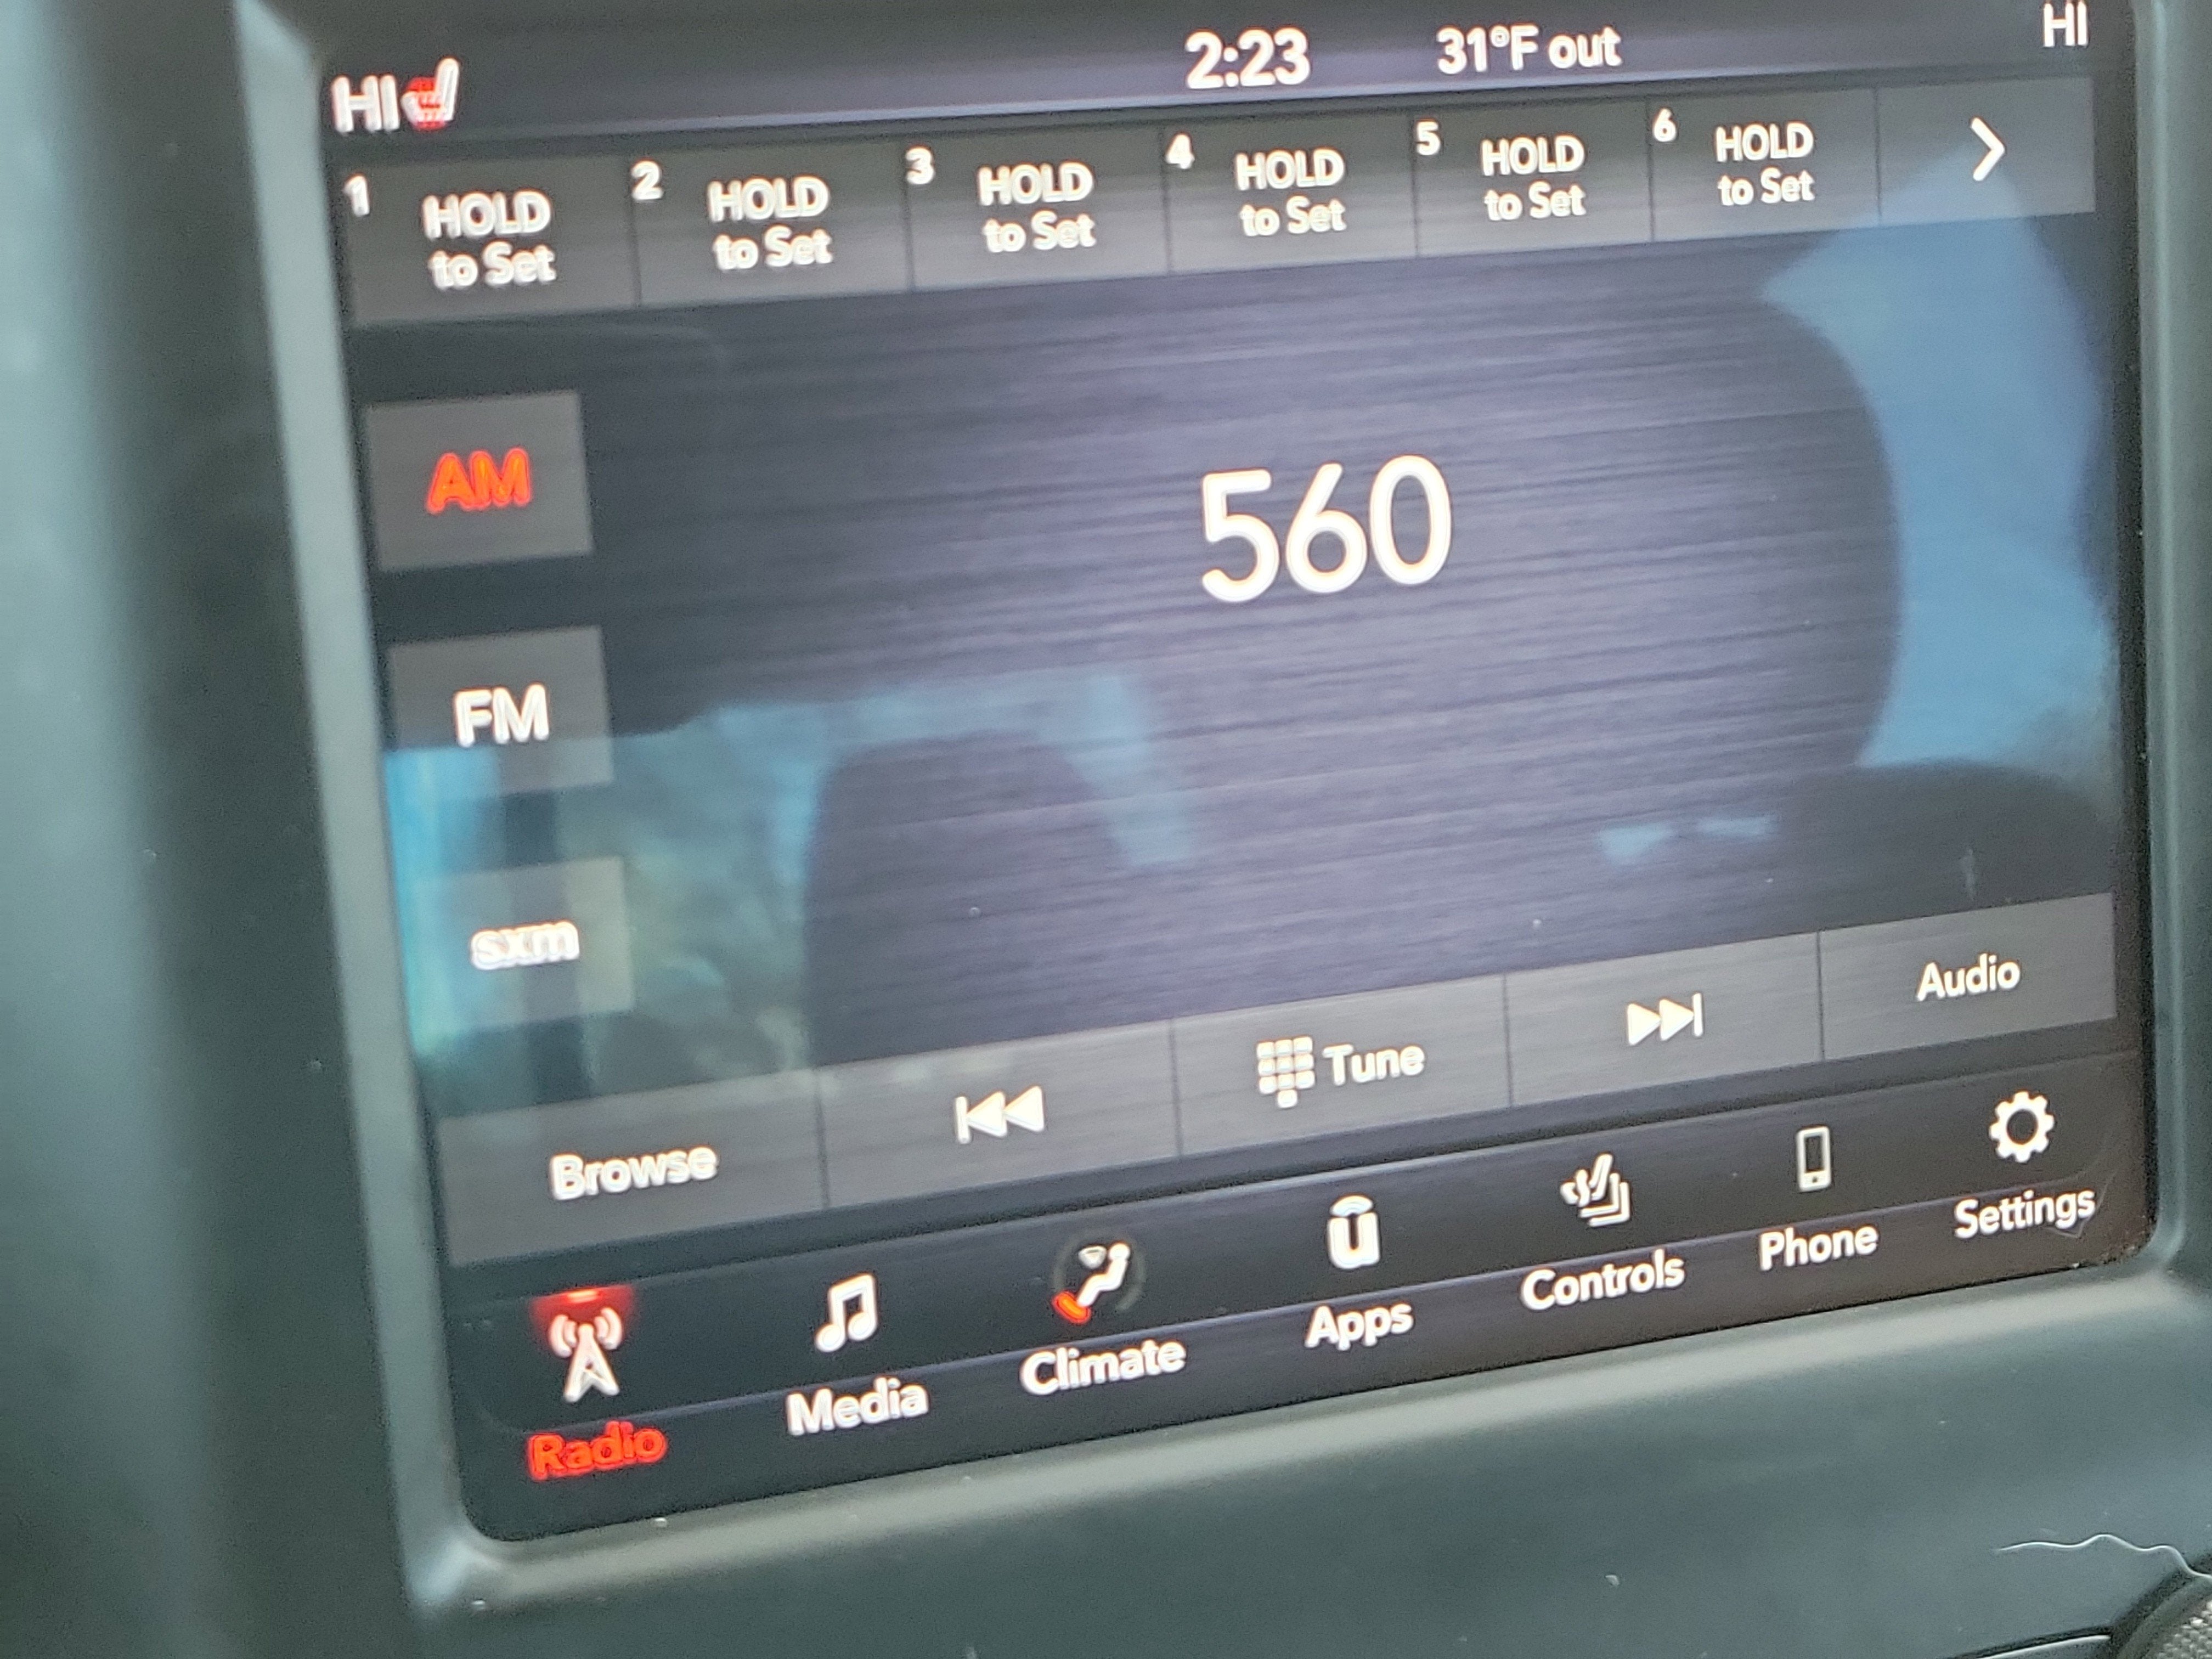 HI 2:23 31°F out HI
1 HOLD to Set
2 HOLD to Set
3 HOLD to Set
4 HOLD to Set
5 HOLD to Set
6 HOLD to Set
AM
560
FM
sxm
Browse
Tune
Audio
Radio
Media
Climate
Apps
Controls
Phone
Settings